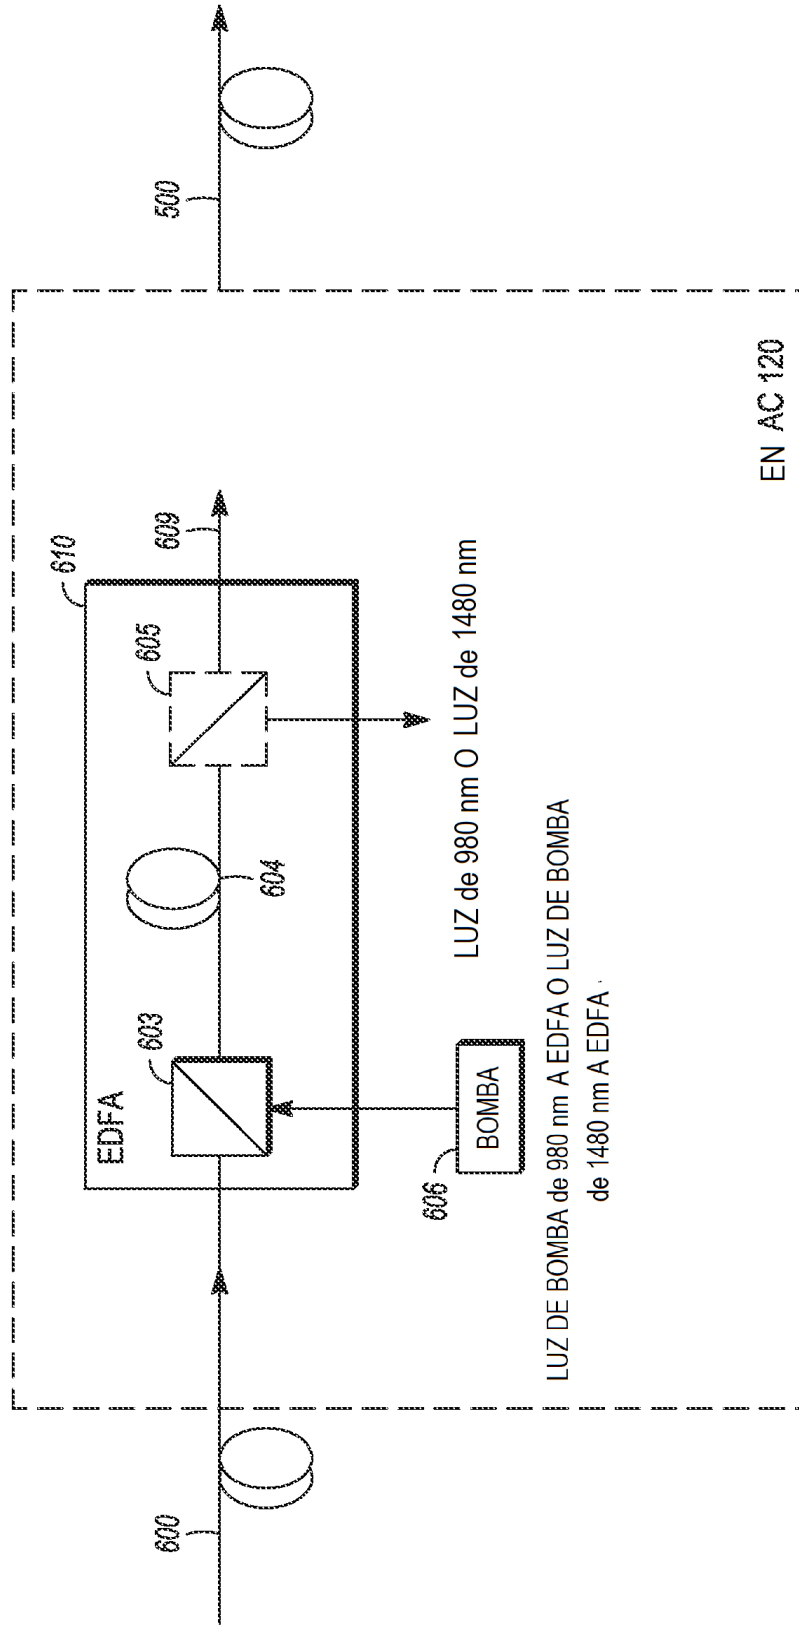 600
500
EDFA
610
603
604
605
609
606
BOMBA
LUZ de 980 nm O LUZ de 1480 nm
LUZ DE BOMBA de 980 nm A EDFA O LUZ DE BOMBA
de 1480 nm A EDFA
EN AC 120